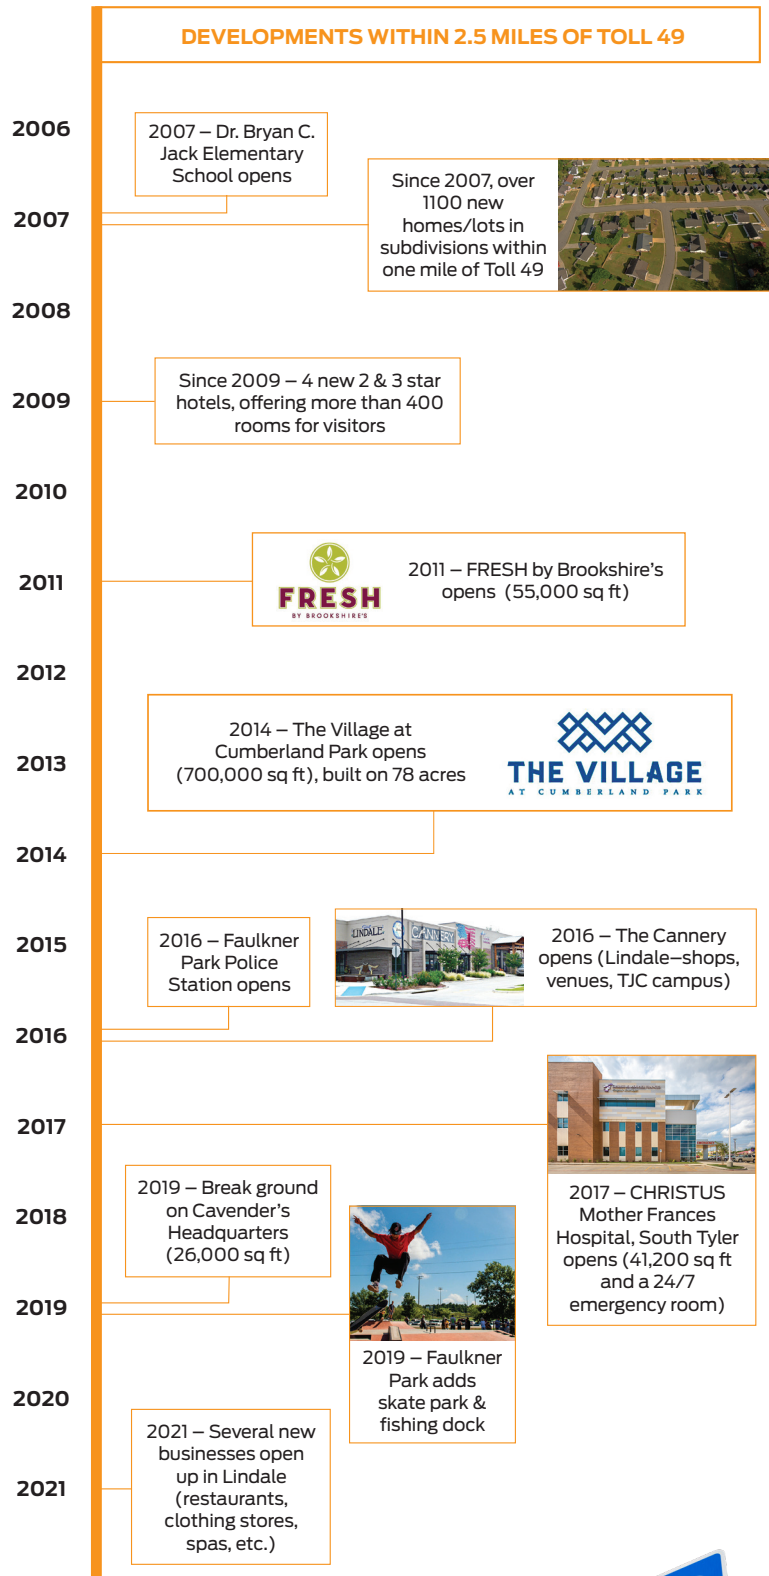 DEVELOPMENTS WITHIN 2.5 MILES OF TOLL 49
2006
2007 – Dr. Bryan C.
Jack Elementary
School opens
Since 2007, over
1100 new
homes/lots in
subdivisions within
one mile of Toll 49
2007
2008
Since 2009 – 4 new 2 & 3 star
hotels, offering more than 400
rooms for visitors
2009
2010
FRESH
BY BROOKSHIRE'S
2011 – FRESH by Brookshire’s
opens (55,000 sq ft)
2011
2012
2014 – The Village at
Cumberland Park opens
(700,000 sq ft), built on 78 acres
THE VILLAGE
AT CUMBERLAND PARK
2013
2014
2016 – Faulkner
Park Police
Station opens
LINDALE
CANNERY
2016 – The Cannery
opens (Lindale–shops,
venues, TJC campus)
2015
2016
2017
2017 – CHRISTUS
Mother Frances
Hospital, South Tyler
opens (41,200 sq ft
and a 24/7
emergency room)
2019 – Break ground
on Cavender’s
Headquarters
(26,000 sq ft)
2018
2019
2019 – Faulkner
Park adds
skate park &
fishing dock
2020
2021 – Several new
businesses open
up in Lindale
(restaurants,
clothing stores,
spas, etc.)
2021